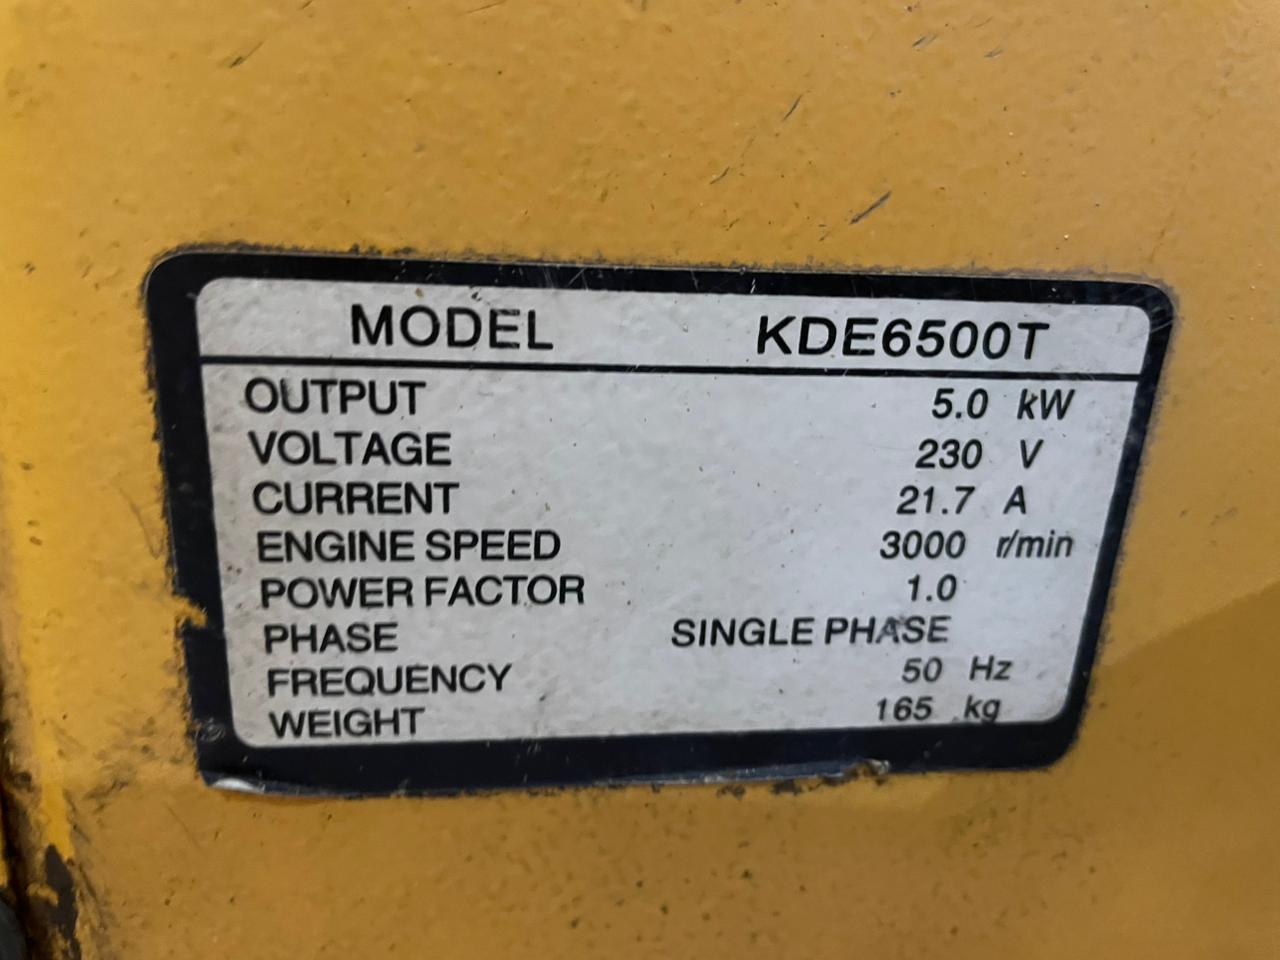 MODEL KDE6500T
OUTPUT 5.0 kW
VOLTAGE 230 V
CURRENT 21.7 A
ENGINE SPEED 3000 r/min
POWER FACTOR 1.0
PHASE SINGLE PHASE
FREQUENCY 50 Hz
WEIGHT 165 kg